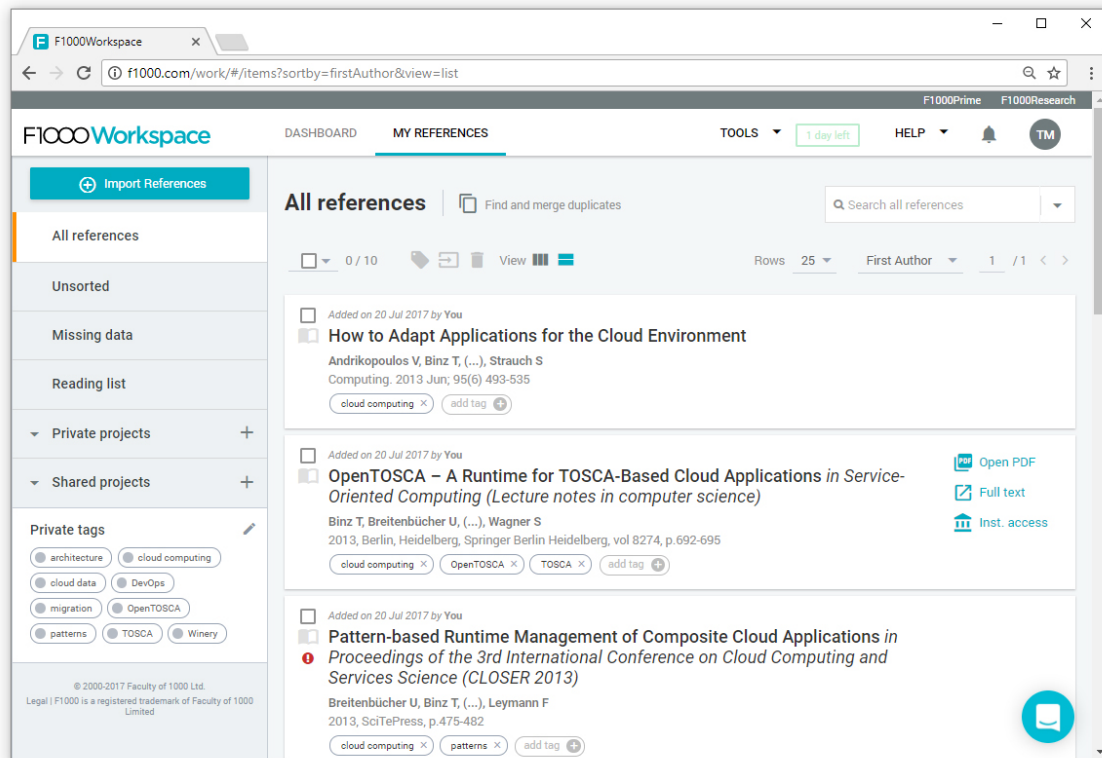 F1000Workspace
f1000.com/work/#/items?sortby=firstAuthor&view=list
F1000Prime F1000Research
F1000Workspace DASHBOARD MY REFERENCES TOOLS 1 day left HELP TM
Import References
All references
Unsorted
Missing data
Reading list
Private projects
Shared projects
Private tags
architecture cloud computing
cloud data DevOps
migration OpenTOSCA
patterns TOSCA Winery
© 2000-2017 Faculty of 1000 Ltd.
Legal | F1000 is a registered trademark of Faculty of 1000
Limited
All references Find and merge duplicates Search all references
0 / 10 View Rows 25 First Author 1 / 1
Added on 20 Jul 2017 by You
How to Adapt Applications for the Cloud Environment
Andrikopoulos V, Binz T, (...), Strauch S
Computing. 2013 Jun; 95(6) 493-535
cloud computing × add tag
Added on 20 Jul 2017 by You
OpenTOSCA – A Runtime for TOSCA-Based Cloud Applications in Service-
Oriented Computing (Lecture notes in computer science)
Binz T, Breitenbücher U, (...), Wagner S
2013, Berlin, Heidelberg, Springer Berlin Heidelberg, vol 8274, p.692-695
cloud computing × OpenTOSCA × TOSCA × add tag
PDF Open PDF
Full text
Inst. access
Added on 20 Jul 2017 by You
Pattern-based Runtime Management of Composite Cloud Applications in
Proceedings of the 3rd International Conference on Cloud Computing and
Services Science (CLOSER 2013)
Breitenbücher U, Binz T, (...), Leymann F
2013, SciTePress, p.475-482
cloud computing × patterns × add tag